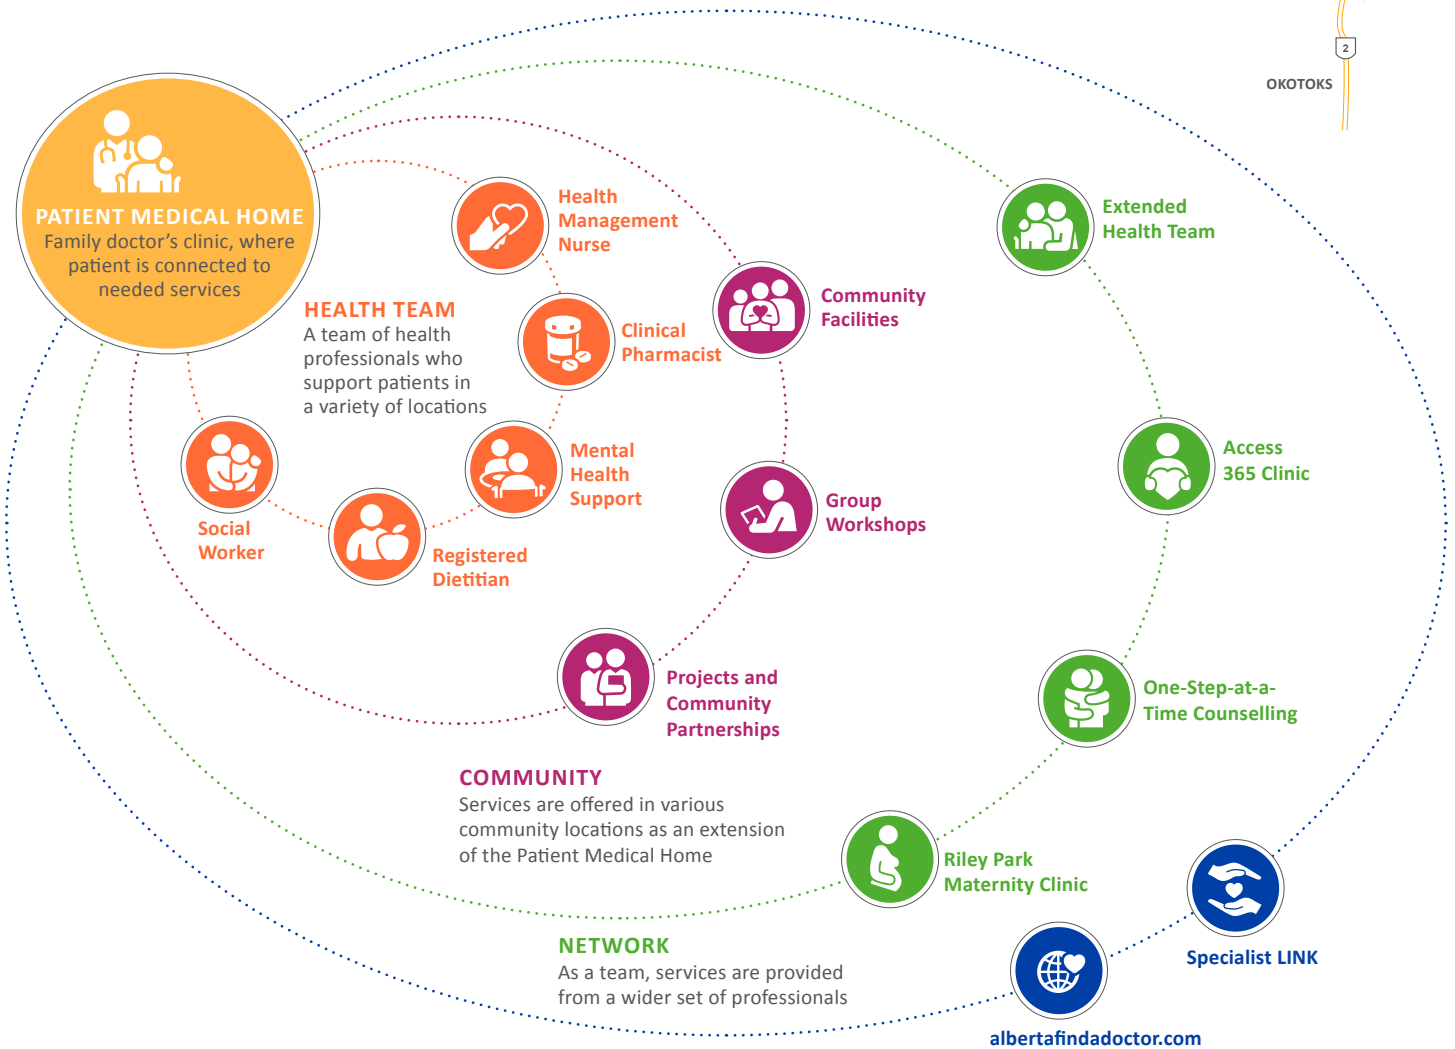 2
OKOTOKS
PATIENT MEDICAL HOME
Family doctor’s clinic, where
patient is connected to
needed services
HEALTH TEAM
A team of health
professionals who
support patients in
a variety of locations
Health
Management
Nurse
Clinical
Pharmacist
Mental
Health
Support
Registered
Dietitian
Social
Worker
Community
Facilities
Group
Workshops
Projects and
Community
Partnerships
COMMUNITY
Services are offered in various
community locations as an extension
of the Patient Medical Home
Extended
Health Team
Access
365 Clinic
One-Step-at-a-
Time Counselling
Riley Park
Maternity Clinic
NETWORK
As a team, services are provided
from a wider set of professionals
Specialist LINK
albertafindadoctor.com